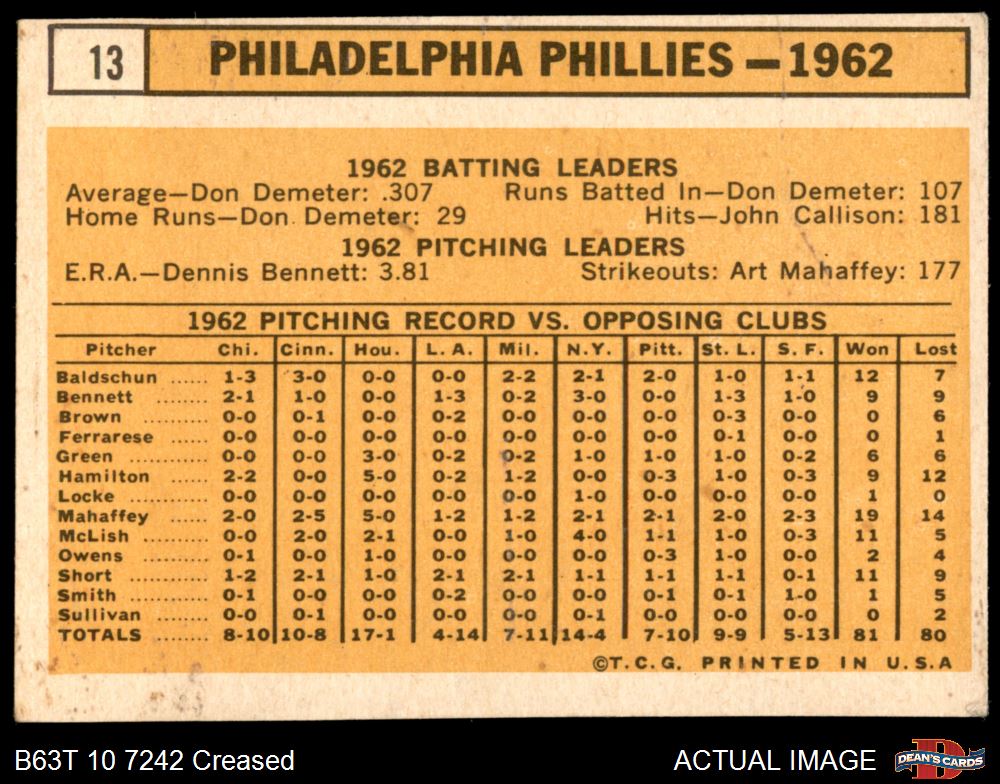 13 PHILADELPHIA PHILLIES — 1962
1962 BATTING LEADERS
Average—Don Demeter: .307 Runs Batted In—Don Demeter: 107
Home Runs—Don Demeter: 29 Hits—John Callison: 181
1962 PITCHING LEADERS
E.R.A.—Dennis Bennett: 3.81 Strikeouts: Art Mahaffey: 177
1962 PITCHING RECORD VS. OPPOSING CLUBS
Pitcher Chi. Cinn. Hou. L. A. Mil. N.Y. Pitt. St. L. S. F. Won Lost
Baldschun ...... 1-3 3-0 0-0 0-0 2-2 2-1 2-0 1-0 1-1 12 7
Bennett ........ 2-1 1-0 0-0 1-3 0-2 3-0 0-0 1-3 1-0 9 9
Brown .......... 0-0 0-1 0-0 0-2 0-0 0-0 0-0 0-3 0-0 0 6
Ferrarese ...... 0-0 0-0 0-0 0-0 0-0 0-0 0-0 0-1 0-0 0 1
Green .......... 0-0 0-0 3-0 0-2 0-2 1-0 1-0 1-0 0-2 6 6
Hamilton ...... 2-2 1-0 5-0 0-2 1-2 0-0 0-3 0-0 0-3 9 12
Locke .......... 0-0 0-0 0-0 0-0 0-0 1-0 0-0 0-0 0-0 1 0
Mahaffey ...... 2-0 2-5 5-0 1-2 1-2 2-1 2-1 2-0 2-3 19 14
McLish ......... 0-0 2-0 2-1 0-0 1-0 4-0 1-1 1-0 0-3 11 5
Owens ......... 0-1 0-0 1-0 0-0 0-0 0-0 0-3 1-0 0-0 2 4
Short .......... 1-2 2-1 1-0 2-1 2-1 1-1 1-1 1-1 0-1 11 9
Smith .......... 0-1 0-0 0-0 0-2 0-0 0-0 0-1 0-1 1-0 1 5
Sullivan ........ 0-0 0-1 0-0 0-0 0-0 0-1 0-0 0-0 0-0 0 2
TOTALS ........ 8-10 10-8 17-1 4-14 7-11 14-4 7-10 9-9 5-13 81 80
©T.C.G. PRINTED IN U.S.A
B63T 10 7242 Creased ACTUAL IMAGE D DEAN'S CARDS